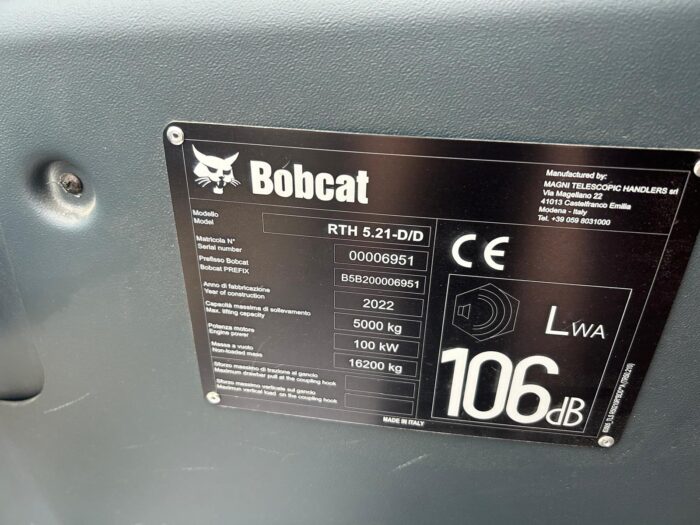 Bobcat
Manufactured by:
MAGNI TELESCOPIC HANDLERS srl
Via Magellano 22
41013 Castelfranco Emilia
Modena - Italy
Tel. +39 059 8031000
Modello
Model
RTH 5.21-D/D
Matricola N°
Serial number
00006951
Prefisso Bobcat
Bobcat PREFIX
B5B200006951
Anno di fabbricazione
Year of construction
2022
Capacità massima di sollevamento
Max. lifting capacity
5000 kg
Potenza motore
Engine power
100 kW
Massa a vuoto
Non-loaded mass
16200 kg
Sforzo massimo di trazione al gancio
Maximum drawbar pull at the coupling hook
Sforzo massimo verticale sul gancio
Maximum vertical load on the coupling hook
MADE IN ITALY
CE
LWA
106dB